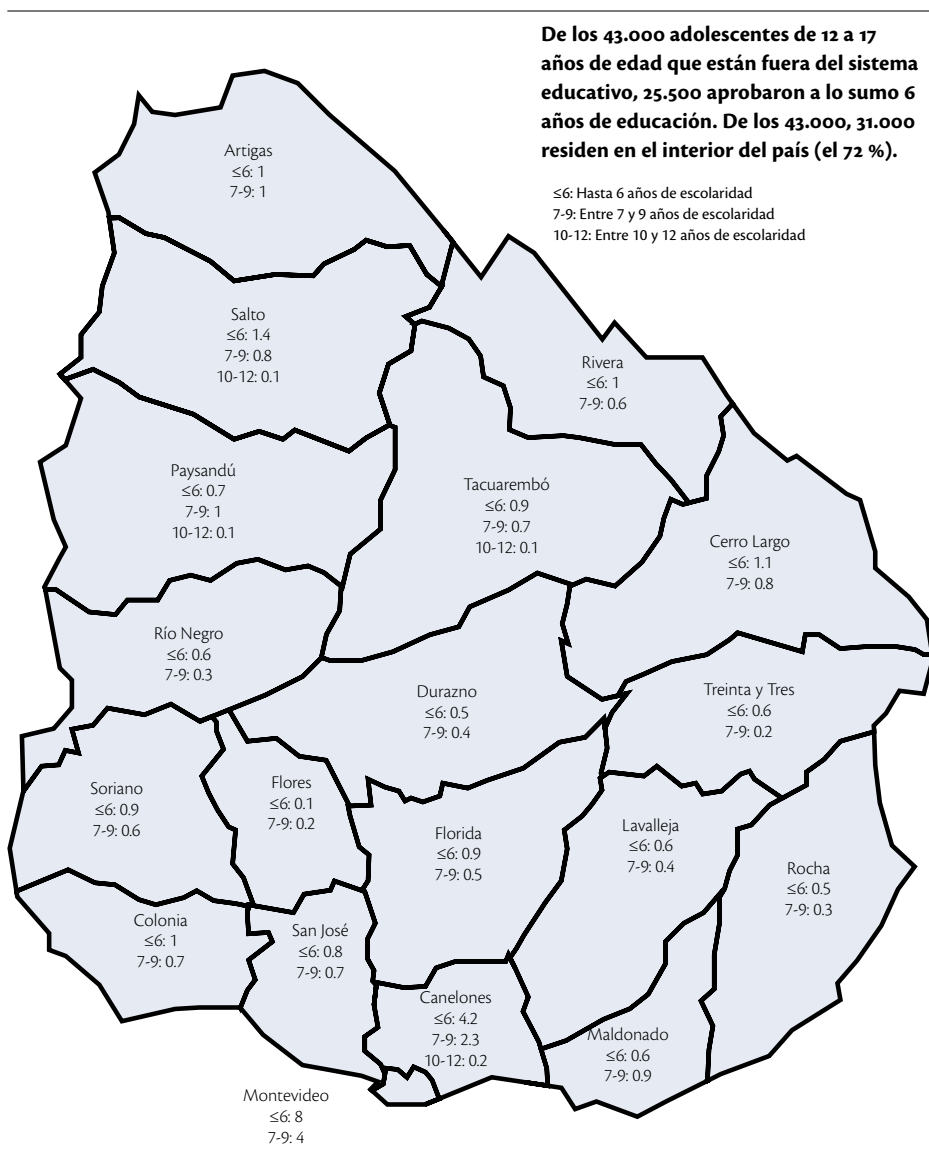 De los 43.000 adolescentes de 12 a 17
años de edad que están fuera del sistema
educativo, 25.500 aprobaron a lo sumo 6
años de educación. De los 43.000, 31.000
residen en el interior del país (el 72 %).
≤6: Hasta 6 años de escolaridad
7-9: Entre 7 y 9 años de escolaridad
10-12: Entre 10 y 12 años de escolaridad
Artigas
≤6: 1
7-9: 1
Salto
≤6: 1.4
7-9: 0.8
10-12: 0.1
Rivera
≤6: 1
7-9: 0.6
Paysandú
≤6: 0.7
7-9: 1
10-12: 0.1
Tacuarembó
≤6: 0.9
7-9: 0.7
10-12: 0.1
Cerro Largo
≤6: 1.1
7-9: 0.8
Río Negro
≤6: 0.6
7-9: 0.3
Durazno
≤6: 0.5
7-9: 0.4
Treinta y Tres
≤6: 0.6
7-9: 0.2
Soriano
≤6: 0.9
7-9: 0.6
Flores
≤6: 0.1
7-9: 0.2
Florida
≤6: 0.9
7-9: 0.5
Lavalleja
≤6: 0.6
7-9: 0.4
Rocha
≤6: 0.5
7-9: 0.3
Colonia
≤6: 1
7-9: 0.7
San José
≤6: 0.8
7-9: 0.7
Canelones
≤6: 4.2
7-9: 2.3
10-12: 0.2
Maldonado
≤6: 0.6
7-9: 0.9
Montevideo
≤6: 8
7-9: 4